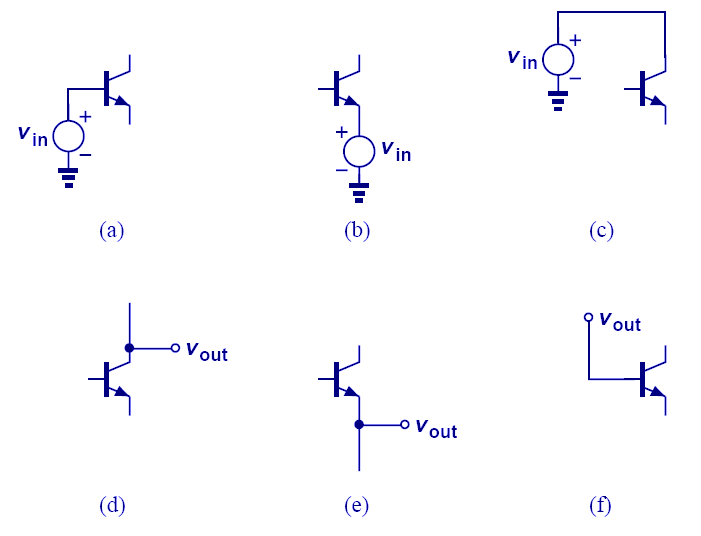 +
v in
−
+
v in
−
v in
+
−
(a)
(b)
(c)
v out
v out
v out
(d)
(e)
(f)